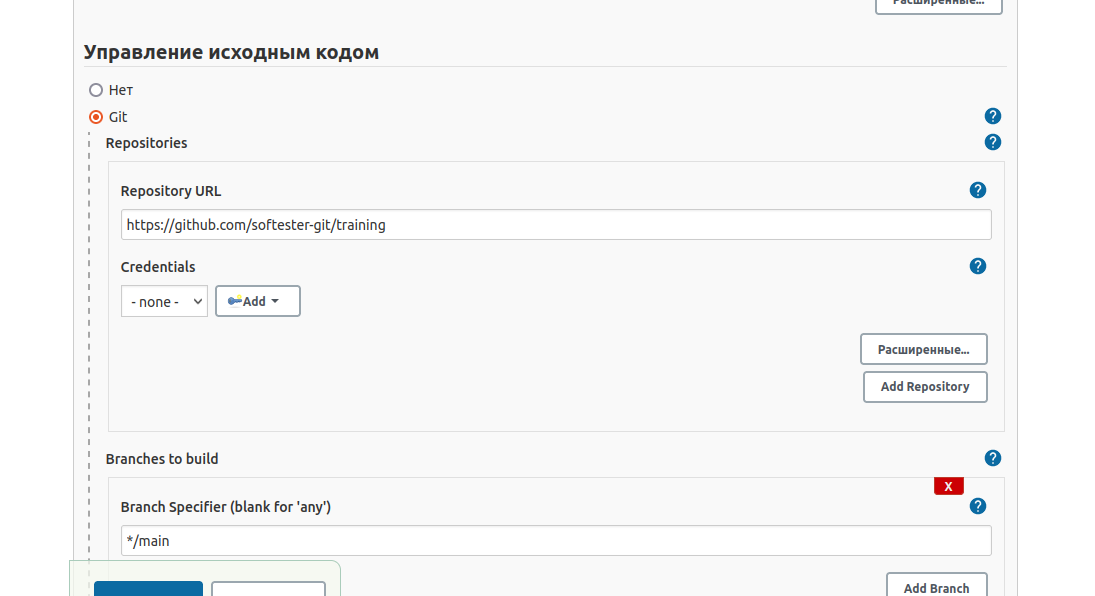 Расширенные...
Управление исходным кодом
Нет
Git
?
Repositories
?
Repository URL
?
https://github.com/softester-git/training
Credentials
?
- none -
Add
Расширенные...
Add Repository
Branches to build
?
X
Branch Specifier (blank for 'any')
?
*/main
Add Branch